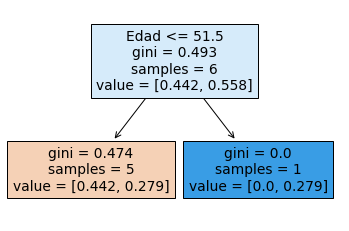 Edad <= 51.5
gini = 0.493
samples = 6
value = [0.442, 0.558]
gini = 0.474
samples = 5
value = [0.442, 0.279]
gini = 0.0
samples = 1
value = [0.0, 0.279]